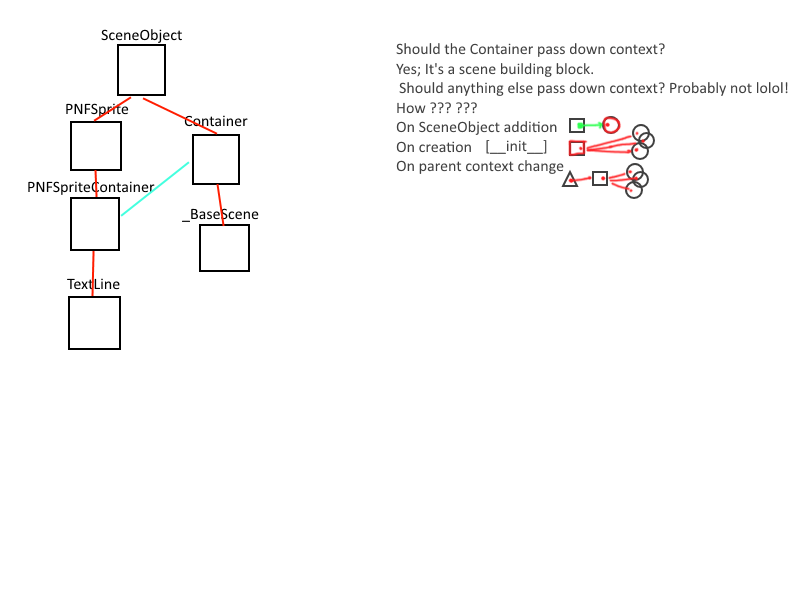 SceneObject
PNFSprite
Container
PNFSpriteContainer
_BaseScene
TextLine
Should the Container pass down context?
Yes; It's a scene building block.
Should anything else pass down context? Probably not lolol!
How ??? ???
On SceneObject addition
On creation [__init__]
On parent context change